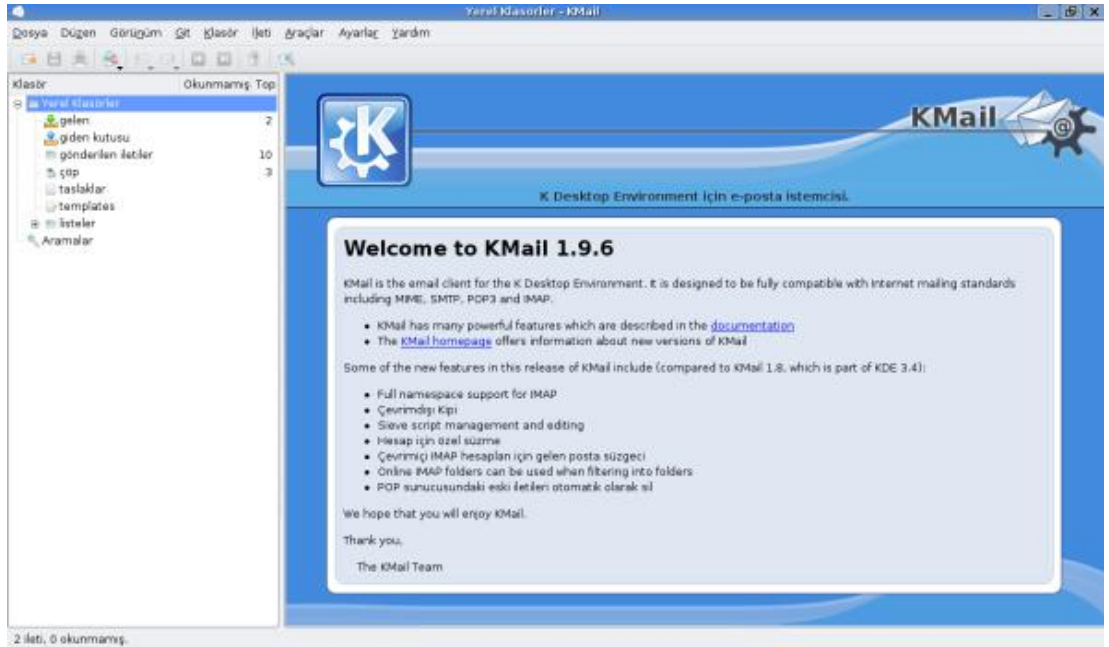 Yerel Klasörler - KMail
Dosya Düzen Görünüm Git Klasör İleti Araçlar Ayarlar Yardım
Klasör Okunmamış Top
Yerel Klasörler
gelen 2
giden kutusu
gönderilen iletiler 10
çöp 3
taslaklar
templates
listeler
Aramalar
KMail
K Desktop Environment için e-posta istemcisi.
Welcome to KMail 1.9.6
KMail is the email client for the K Desktop Environment. It is designed to be fully compatible with Internet mailing standards
including MIME, SMTP, POP3 and IMAP.
• KMail has many powerful features which are described in the documentation
• The KMail homepage offers information about new versions of KMail
Some of the new features in this release of KMail include (compared to KMail 1.8, which is part of KDE 3.4):
• Full namespace support for IMAP
• Çevrimdışı Kipi
• Sieve script management and editing
• Hesap için özel süzme
• Çevrimiçi IMAP hesapları için gelen posta süzgeci
• Online IMAP folders can be used when filtering into folders
• POP sunucusundaki eski iletileri otomatik olarak sil
We hope that you will enjoy KMail.
Thank you,
The KMail Team
2 ileti, 0 okunmamış.